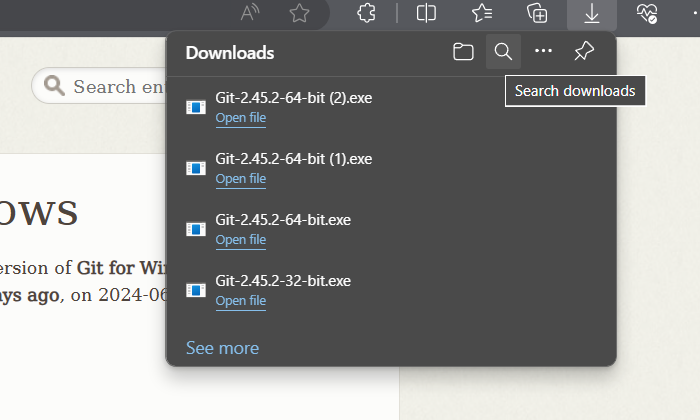 Downloads
Search downloads
Search ent
Git-2.45.2-64-bit (2).exe
Open file
Git-2.45.2-64-bit (1).exe
Open file
Git-2.45.2-64-bit.exe
Open file
Git-2.45.2-32-bit.exe
Open file
See more
ows
ersion of Git for Wi
ays ago, on 2024-06